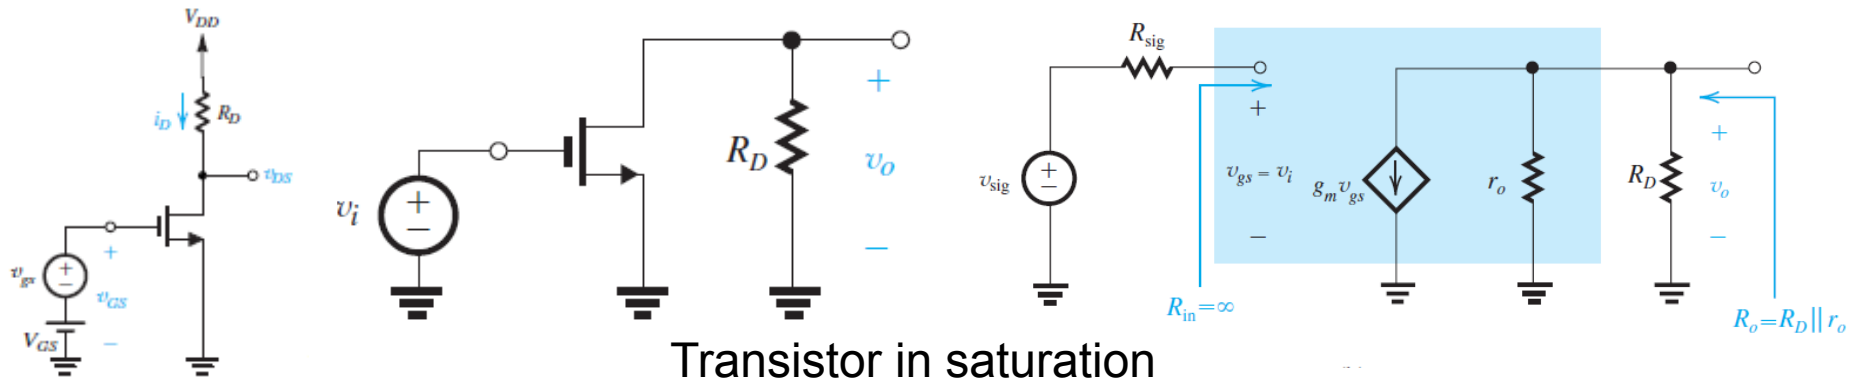 V_DD
i_D
R_D
v_DS
v_gs
+
−
+
v_GS
−
V_GS
v_i
+
−
R_D
+
v_o
−
R_sig
v_sig
+
−
+
v_gs = v_i
−
g_m v_gs
r_o
R_D
+
v_o
−
R_in = ∞
R_o = R_D || r_o
Transistor in saturation